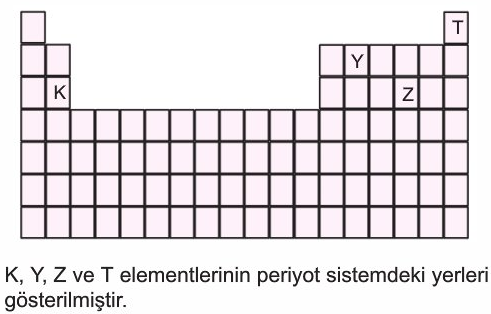 T
Y
K
Z
K, Y, Z ve T elementlerinin periyot sistemdeki yerleri
gösterilmiştir.